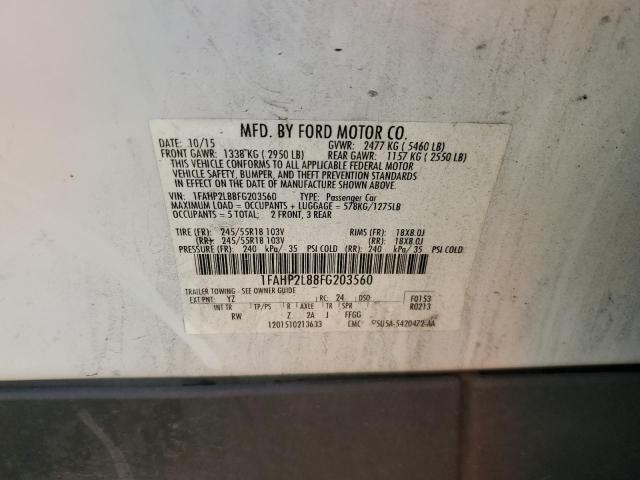 MFD. BY FORD MOTOR CO.
DATE: 10/15 GVWR: 2477 KG ( 5460 LB)
FRONT GAWR: 1338 KG ( 2950 LB) REAR GAWR: 1157 KG ( 2550 LB)
THIS VEHICLE CONFORMS TO ALL APPLICABLE FEDERAL MOTOR
VEHICLE SAFETY, BUMPER, AND THEFT PREVENTION STANDARDS
IN EFFECT ON THE DATE OF MANUFACTURE SHOWN ABOVE.
VIN: 1FAHP2L88FG203560 TYPE: Passenger Car
MAXIMUM LOAD = OCCUPANTS + LUGGAGE = 578KG/1275LB
OCCUPANTS = 5 TOTAL: 2 FRONT, 3 REAR
TIRE (FR): 245/55R18 103V RIMS (FR): 18X8.0J
(RR): 245/55R18 103V (RR): 18X8.0J
PRESSURE (FR): 240 kPa/ 35 PSI COLD (RR): 240 kPa/ 35 PSI COLD
1FAHP2L88FG203560
TRAILER TOWING - SEE OWNER GUIDE
EXT PNT: YZ RC: 24 DSO: F0153
INT TR TP/PS R AXLE TR SPR R0213
RW Z 2A J FFGG
1201510213633 CMC 5U5A-5420472-AA